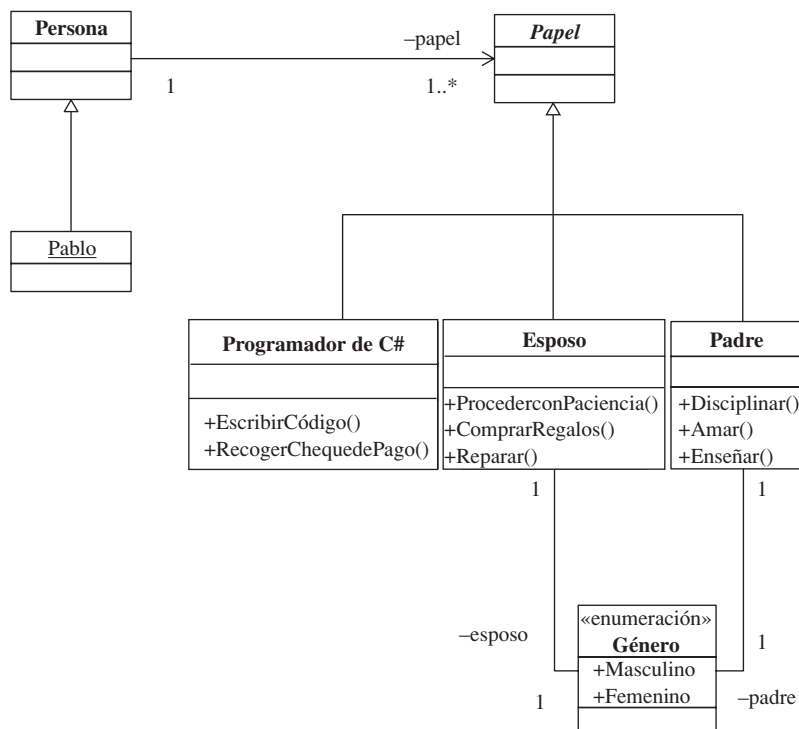 Persona
–papel
Papel
1
1..*
Pablo
Programador de C#
Esposo
Padre
+EscribirCódigo()
+RecogerChequedePago()
+ProcederconPaciencia()
+ComprarRegalos()
+Reparar()
+Disciplinar()
+Amar()
+Enseñar()
1
1
«enumeración»
Género
–esposo
+Masculino
+Femenino
1
1
–padre